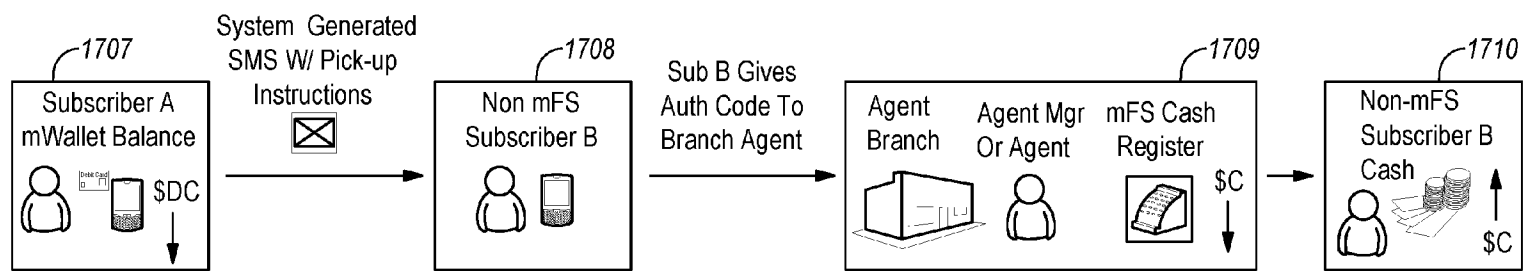 1707
Subscriber A
mWallet Balance
Debit Card
$DC
System Generated
SMS W/ Pick-up
Instructions
1708
Non mFS
Subscriber B
Sub B Gives
Auth Code To
Branch Agent
1709
Agent
Branch
Agent Mgr
Or Agent
mFS Cash
Register
$C
1710
Non-mFS
Subscriber B
Cash
$C